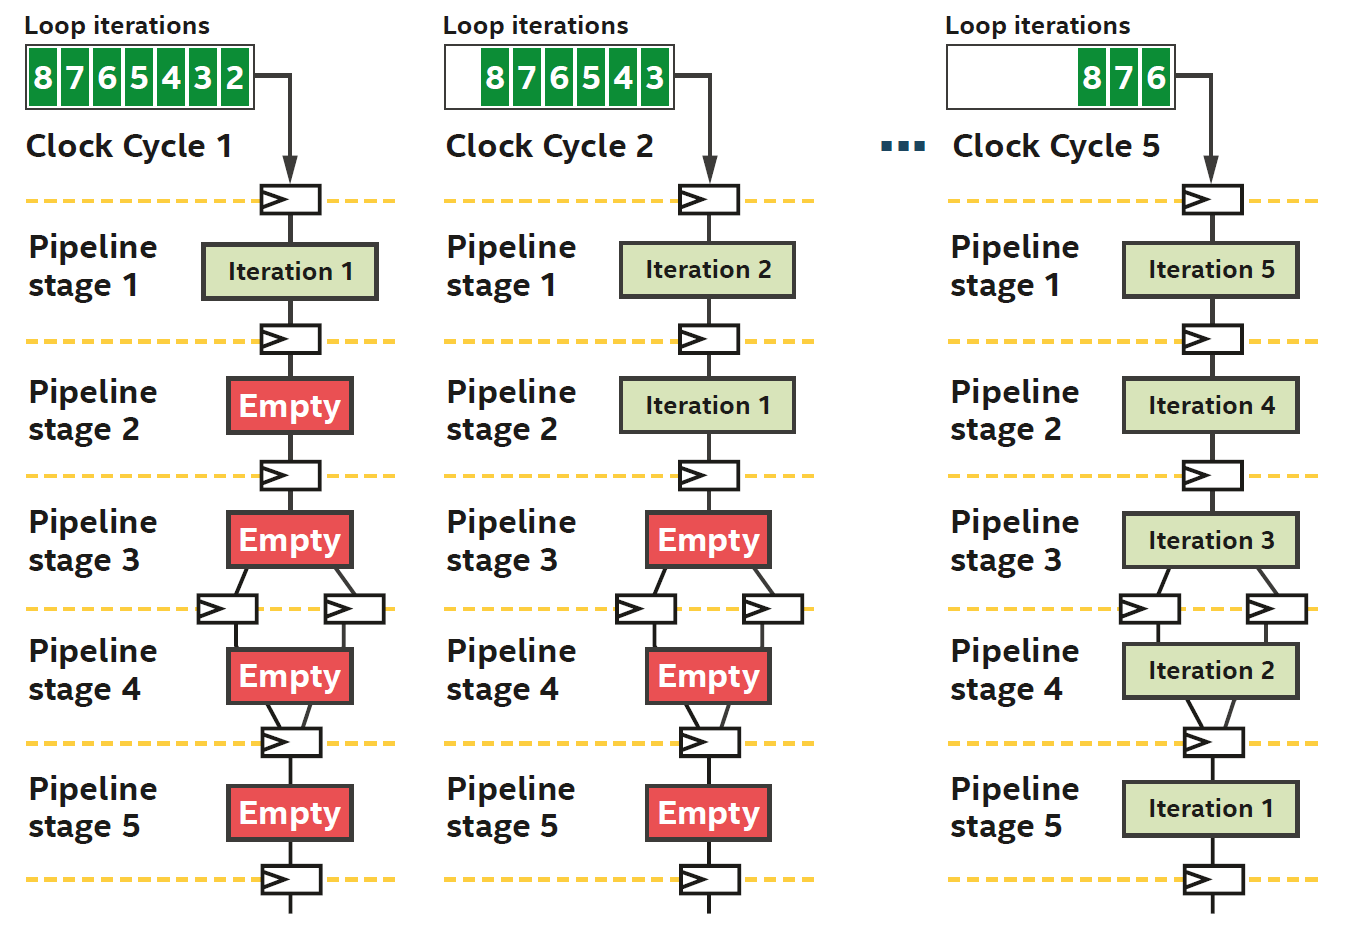 Loop iterations
8 7 6 5 4 3 2
Clock Cycle 1
Pipeline
stage 1
Iteration 1
Pipeline
stage 2
Empty
Pipeline
stage 3
Empty
Pipeline
stage 4
Empty
Pipeline
stage 5
Empty
Loop iterations
8 7 6 5 4 3
Clock Cycle 2
Pipeline
stage 1
Iteration 2
Pipeline
stage 2
Iteration 1
Pipeline
stage 3
Empty
Pipeline
stage 4
Empty
Pipeline
stage 5
Empty
Loop iterations
8 7 6
Clock Cycle 5
Pipeline
stage 1
Iteration 5
Pipeline
stage 2
Iteration 4
Pipeline
stage 3
Iteration 3
Pipeline
stage 4
Iteration 2
Pipeline
stage 5
Iteration 1